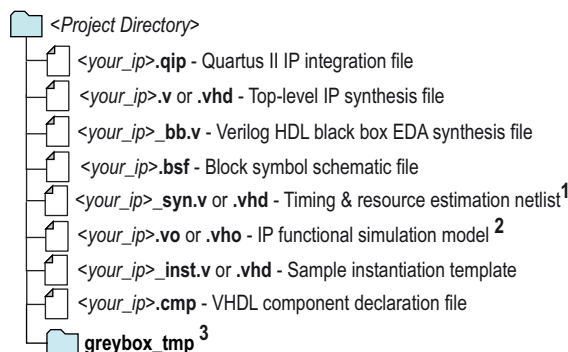 <Project Directory>
<your_ip>.qip - Quartus II IP integration file
<your_ip>.v or .vhd - Top-level IP synthesis file
<your_ip>_bb.v - Verilog HDL black box EDA synthesis file
<your_ip>.bsf - Block symbol schematic file
<your_ip>_syn.v or .vhd - Timing & resource estimation netlist1
<your_ip>.vo or .vho - IP functional simulation model 2
<your_ip>_inst.v or .vhd - Sample instantiation template
<your_ip>.cmp - VHDL component declaration file
greybox_tmp 3